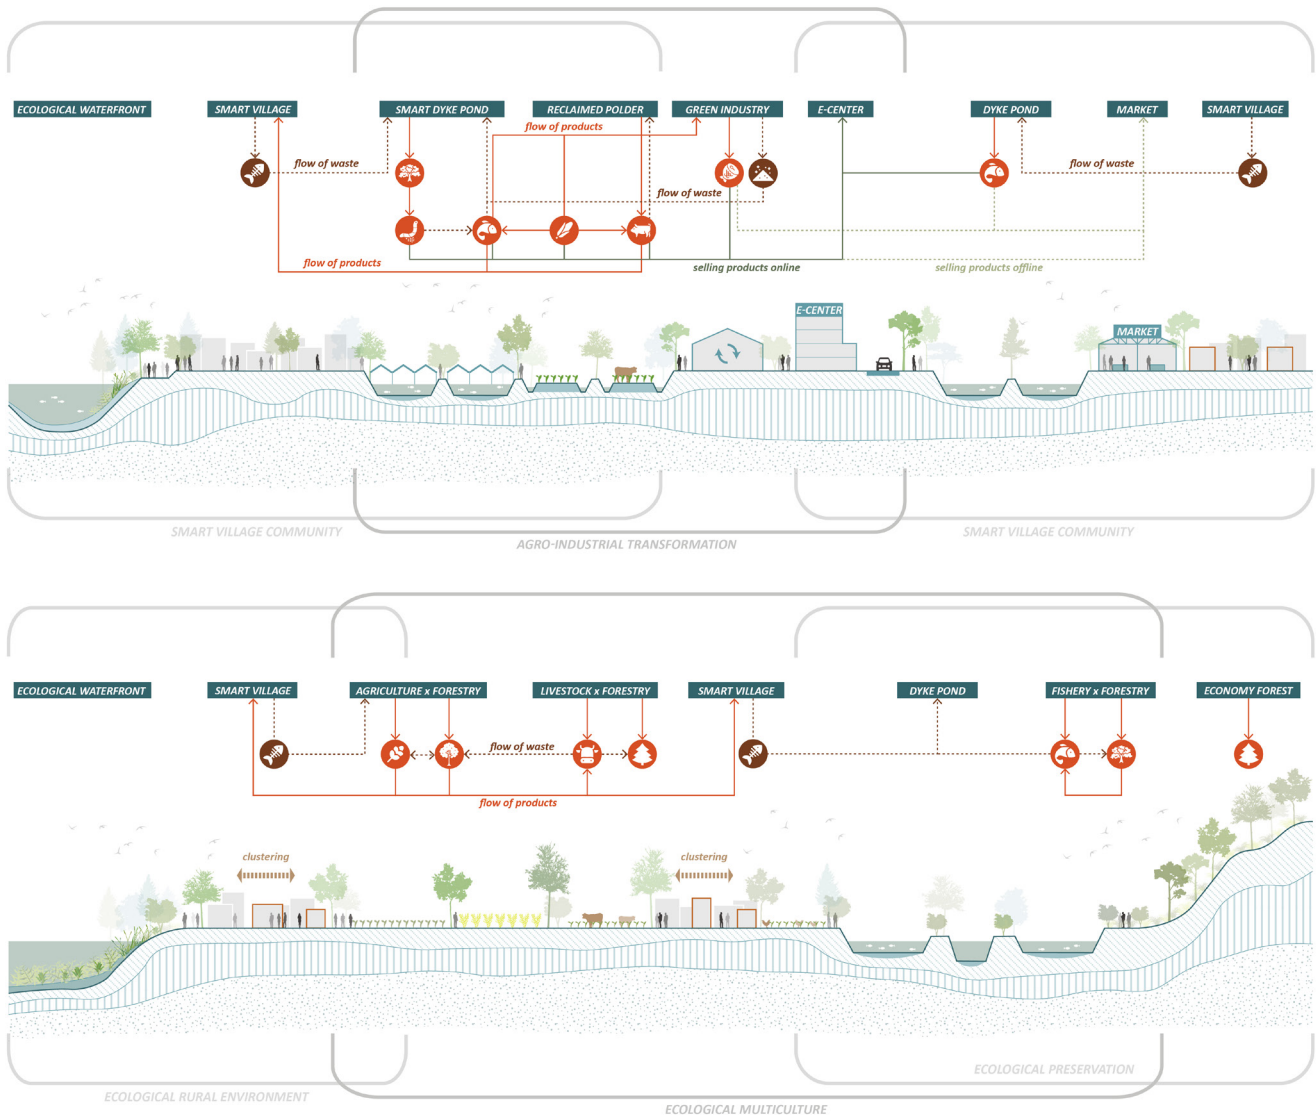 ECOLOGICAL WATERFRONT
SMART VILLAGE
SMART DYKE POND
RECLAIMED POLDER
GREEN INDUSTRY
E-CENTER
DYKE POND
MARKET
SMART VILLAGE
flow of products
flow of waste
flow of waste
flow of waste
flow of products
selling products online
selling products offline
E-CENTER
MARKET
SMART VILLAGE COMMUNITY
AGRO-INDUSTRIAL TRANSFORMATION
SMART VILLAGE COMMUNITY
ECOLOGICAL WATERFRONT
SMART VILLAGE
AGRICULTURE x FORESTRY
LIVESTOCK x FORESTRY
SMART VILLAGE
DYKE POND
FISHERY x FORESTRY
ECONOMY FOREST
flow of waste
flow of products
clustering
clustering
ECOLOGICAL RURAL ENVIRONMENT
ECOLOGICAL MULTICULTURE
ECOLOGICAL PRESERVATION